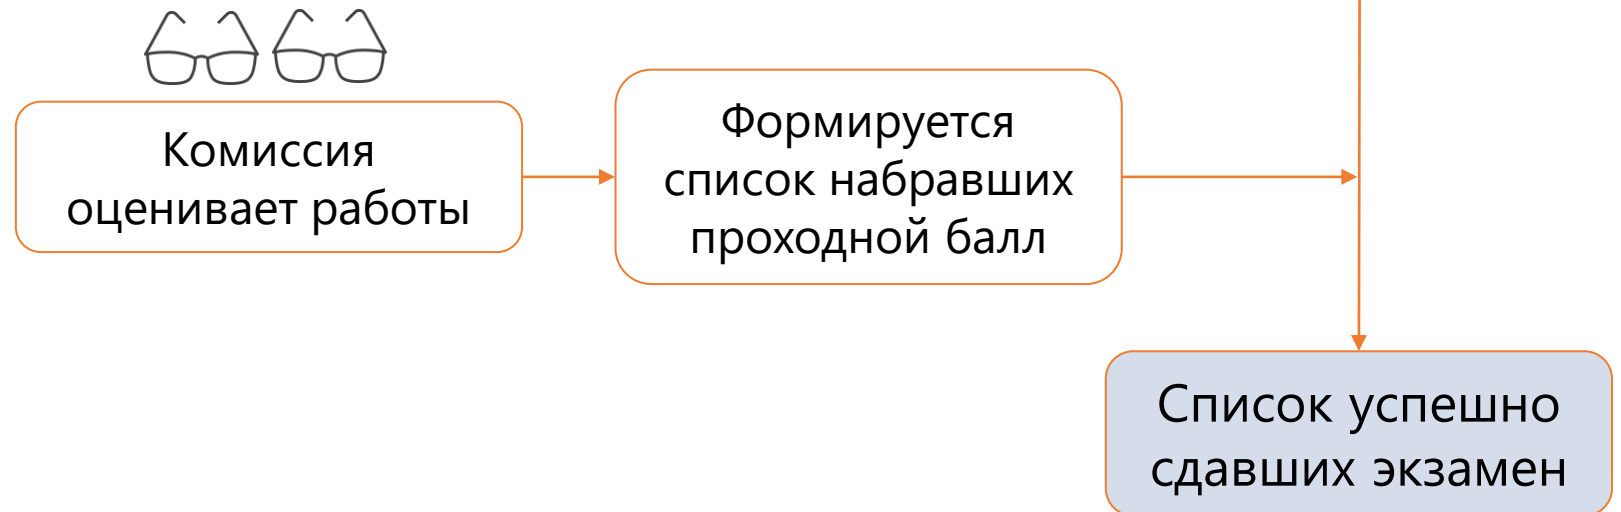 Комиссия
оценивает работы
Формируется
список набравших
проходной балл
Список успешно
сдавших экзамен